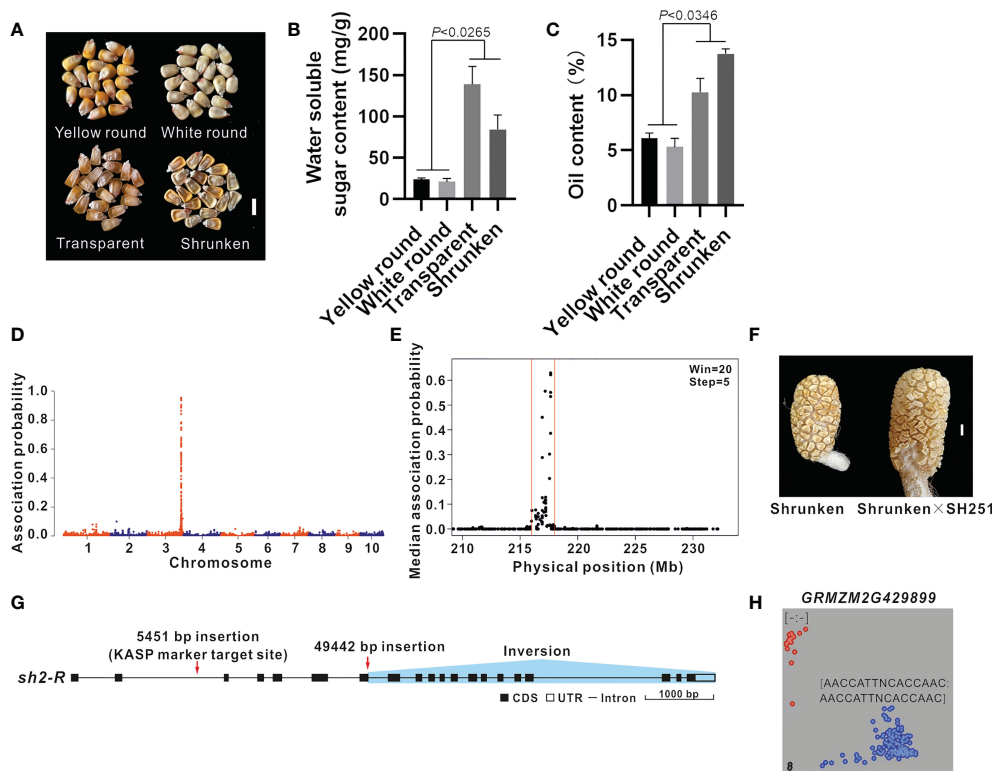 A
Yellow round
White round
Transparent
Shrunken
B
P<0.0265
Water soluble
sugar content (mg/g)
200
150
100
50
0
Yellow round
White round
Transparent
Shrunken
C
P<0.0346
Oil content (%)
15
10
5
0
Yellow round
White round
Transparent
Shrunken
D
Association probability
1.0
0.8
0.6
0.4
0.2
0.0
1 2 3 4 5 6 7 8 9 10
Chromosome
E
Win=20
Step=5
Median association probability
0.6
0.5
0.4
0.3
0.2
0.1
0.0
210 215 220 225 230
Physical position (Mb)
F
Shrunken
Shrunken×SH251
G
5451 bp insertion
(KASP marker target site)
49442 bp insertion
Inversion
sh2-R
CDS UTR Intron
1000 bp
H
GRMZM2G429899
[-:-]
[AACCATTNCACCAAC:
AACCATTNCACCAAC]
8